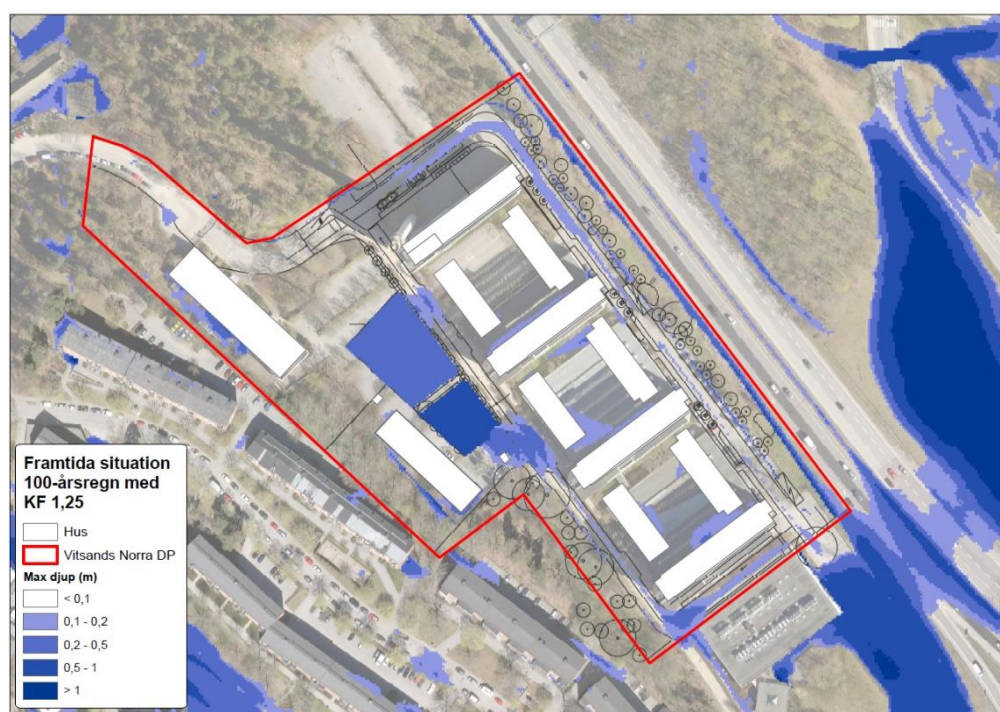 Framtida situation
100-årsregn med
KF 1,25
Hus
Vitsands Norra DP
Max djup (m)
< 0,1
0,1 - 0,2
0,2 - 0,5
0,5 - 1
> 1